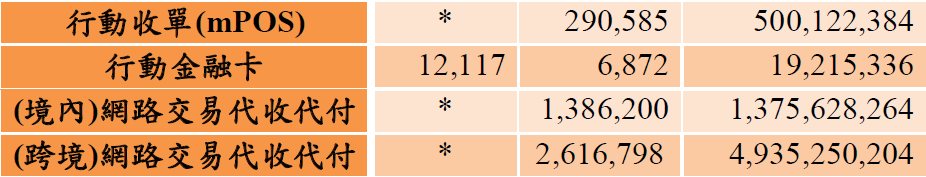 行動收單(mPOS) * 290,585 500,122,384
行動金融卡 12,117 6,872 19,215,336
(境內)網路交易代收代付 * 1,386,200 1,375,628,264
(跨境)網路交易代收代付 * 2,616,798 4,935,250,204